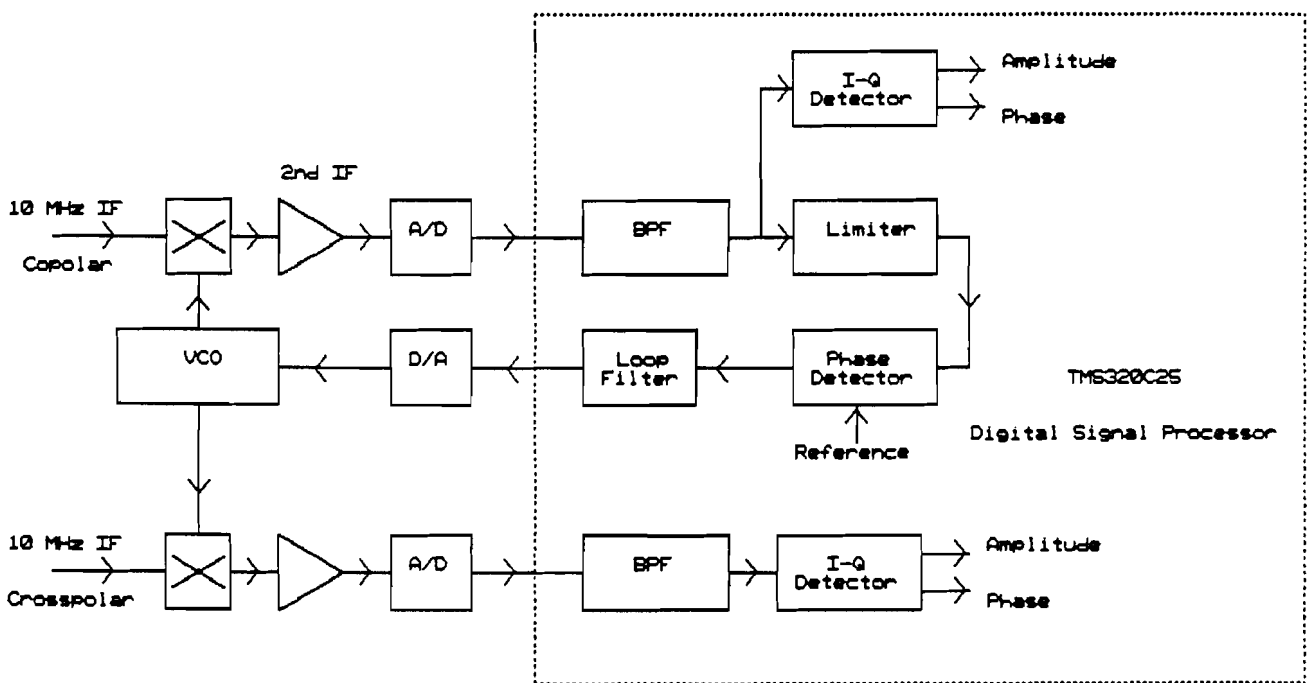 Amplitude
I-Q
Detector
Phase
2nd IF
10 MHz IF
A/D
BPF
Limiter
Copolar
VCO
D/A
Loop
Filter
Phase
Detector
TMS320C25
Digital Signal Processor
Reference
10 MHz IF
A/D
BPF
I-Q
Detector
Amplitude
Phase
Crosspolar